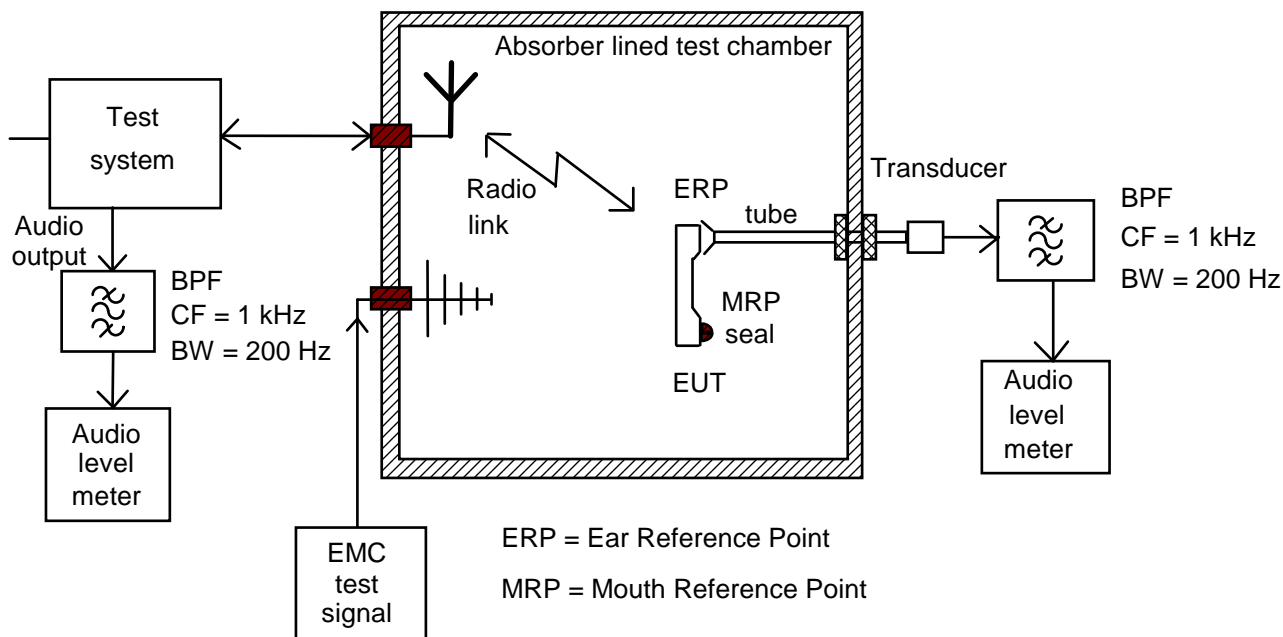 Absorber lined test chamber
Test
system
Transducer
Radio
link
ERP
tube
BPF
CF = 1 kHz
BW = 200 Hz
Audio
output
BPF
CF = 1 kHz
BW = 200 Hz
MRP
seal
EUT
Audio
level
meter
Audio
level
meter
EMC
test
signal
ERP = Ear Reference Point
MRP = Mouth Reference Point